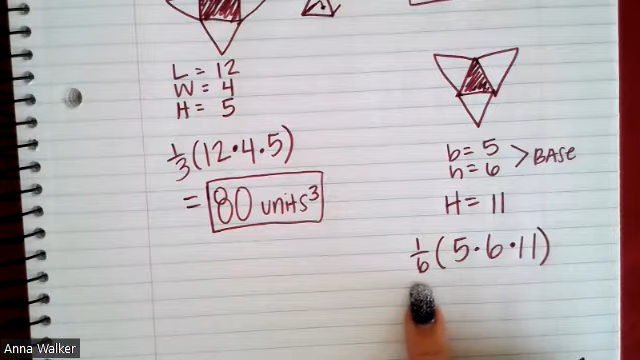 L = 12
W = 4
H = 5
1/3 (12·4·5)
= 80 UNITS³
b = 5
h = 6
> BASE
H = 11
1/6 (5·6·11)
Anna Walker